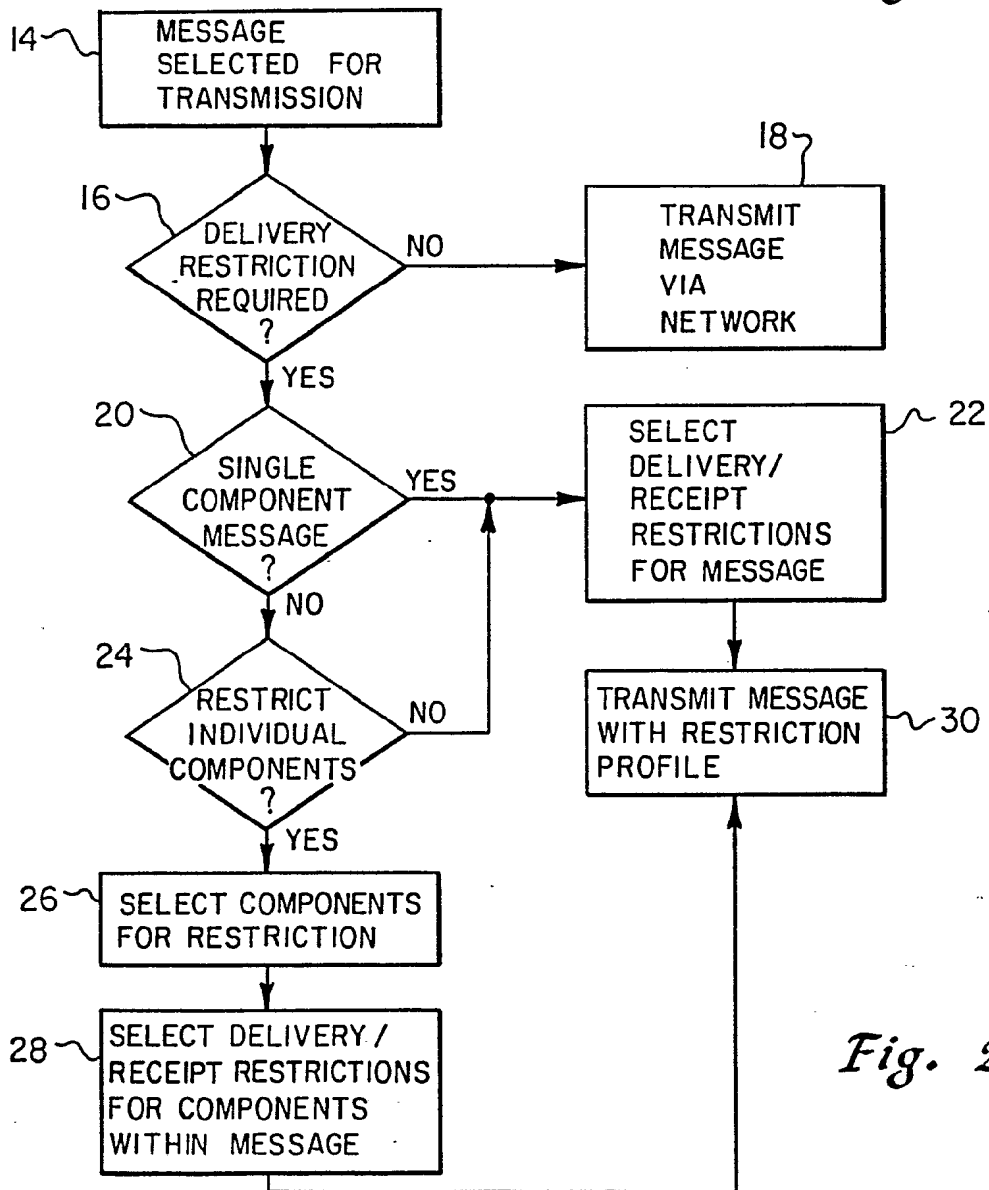 14
MESSAGE
SELECTED FOR
TRANSMISSION
16
DELIVERY
RESTRICTION
REQUIRED
?
NO
18
TRANSMIT
MESSAGE
VIA
NETWORK
YES
20
SINGLE
COMPONENT
MESSAGE
?
YES
22
SELECT
DELIVERY/
RECEIPT
RESTRICTIONS
FOR MESSAGE
NO
24
RESTRICT
INDIVIDUAL
COMPONENTS
?
NO
TRANSMIT MESSAGE
WITH RESTRICTION
PROFILE
30
YES
26
SELECT COMPONENTS
FOR RESTRICTION
28
SELECT DELIVERY/
RECEIPT RESTRICTIONS
FOR COMPONENTS
WITHIN MESSAGE
Fig. 2